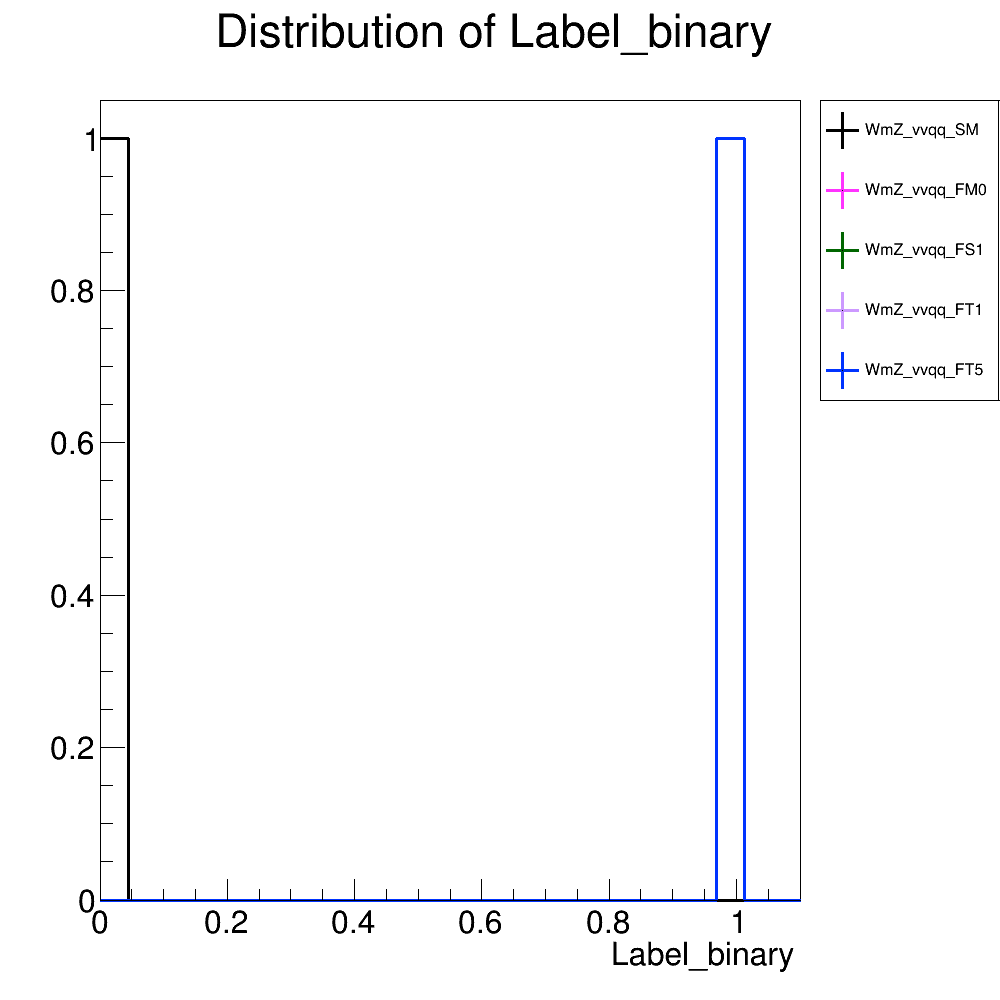 Distribution of Label_binary
1
0.8
0.6
0.4
0.2
0
0 0.2 0.4 0.6 0.8 1
Label_binary
WmZ_vvqq_SM
WmZ_vvqq_FM0
WmZ_vvqq_FS1
WmZ_vvqq_FT1
WmZ_vvqq_FT5